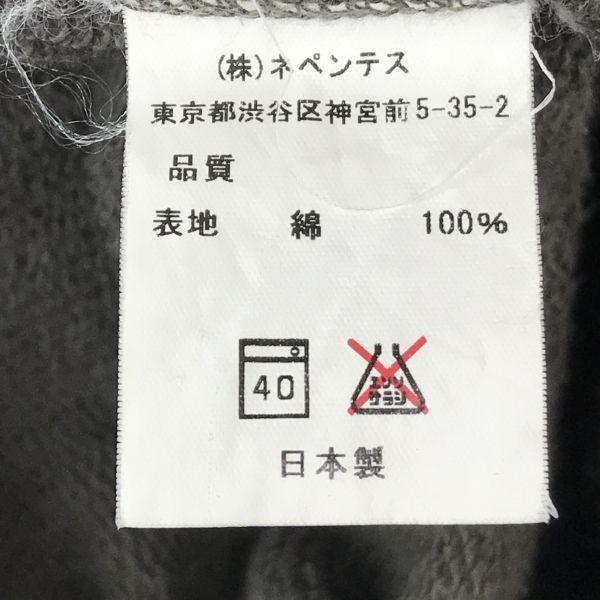 (株)ネペンテス
東京都渋谷区神宮前5-35-2
品質
表地 綿 100%
40 エンソ
サラシ
日本製